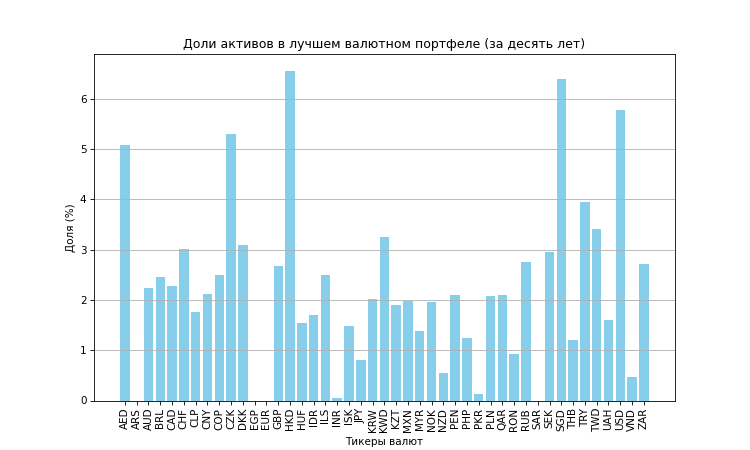 Доли активов в лучшем валютном портфеле (за десять лет)
Доля (%)
6
5
4
3
2
1
0
AED ARS AUD BRL CAD CHF CLP CNY COP CZK DKK EGP EUR GBP HKD HUF IDR ILS INR ISK JPY KRW KWD KZT MXN MYR NOK NZD PEN PHP PKR PLN QAR RON RUB SAR SEK SGD THB TRY TWD UAH USD VND ZAR
Тикеры валют